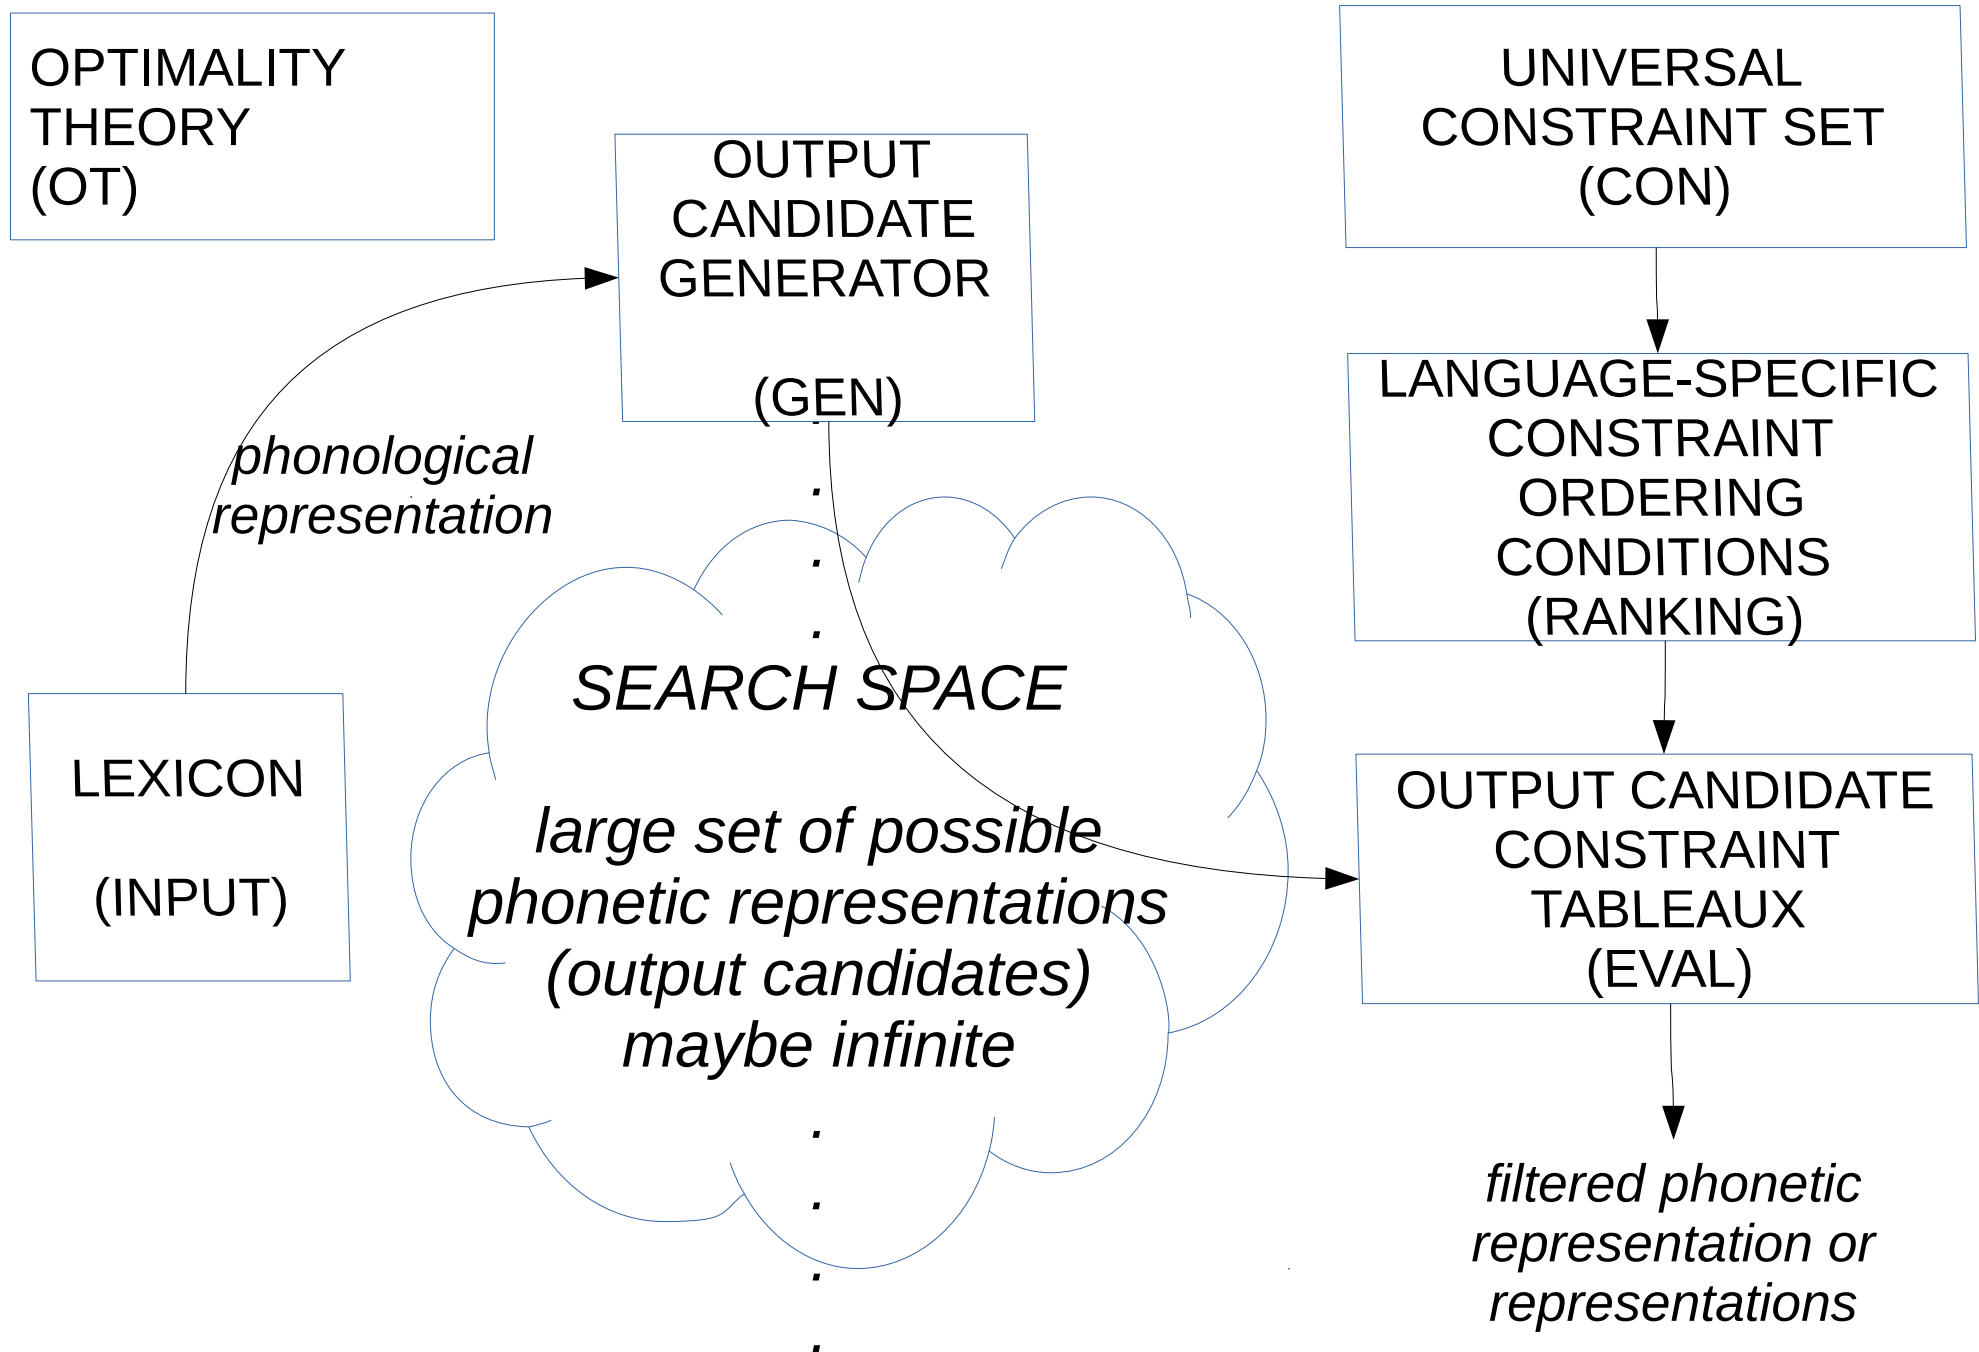 OPTIMALITY
THEORY
(OT)
OUTPUT
CANDIDATE
GENERATOR
(GEN)
UNIVERSAL
CONSTRAINT SET
(CON)
LANGUAGE-SPECIFIC
CONSTRAINT
ORDERING
CONDITIONS
(RANKING)
phonological
representation
LEXICON
(INPUT)
.
.
.
.
SEARCH SPACE
large set of possible
phonetic representations
(output candidates)
maybe infinite
.
.
.
.
OUTPUT CANDIDATE
CONSTRAINT
TABLEAUX
(EVAL)
filtered phonetic
representation or
representations